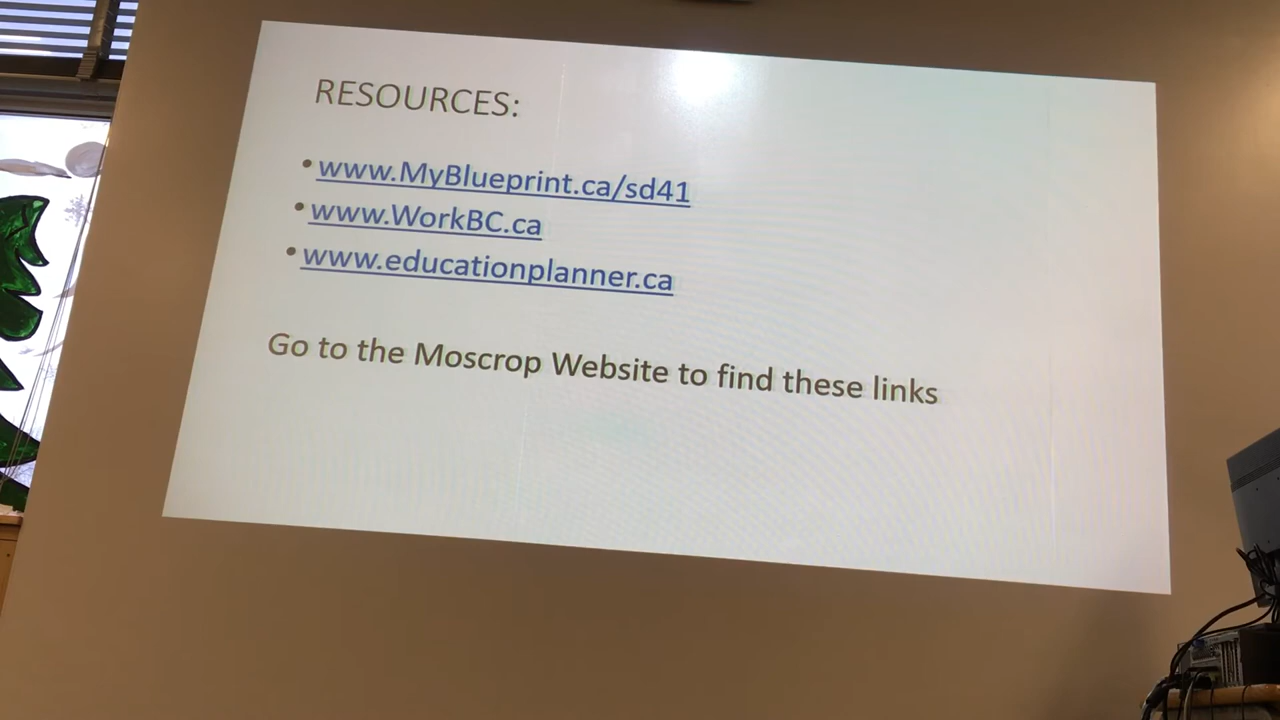 RESOURCES:
• www.MyBlueprint.ca/sd41
• www.WorkBC.ca
• www.educationplanner.ca
Go to the Moscrop Website to find these links